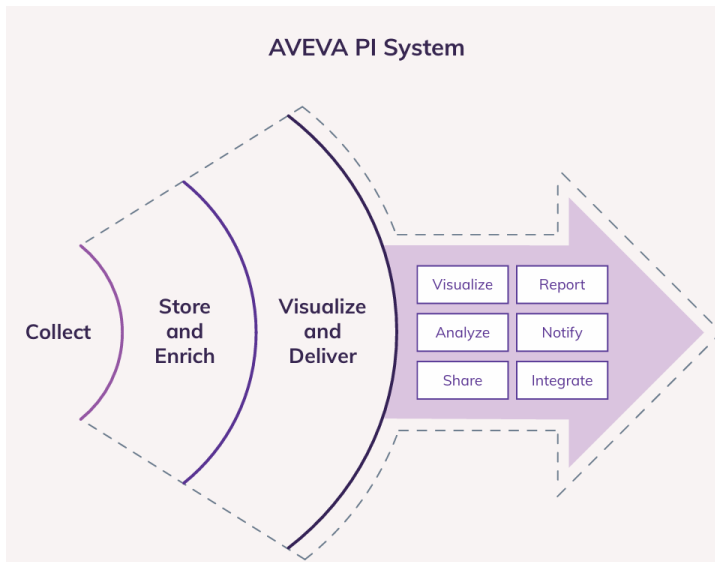 AVEVA PI System
Collect
Store
and
Enrich
Visualize
and
Deliver
Visualize
Report
Analyze
Notify
Share
Integrate